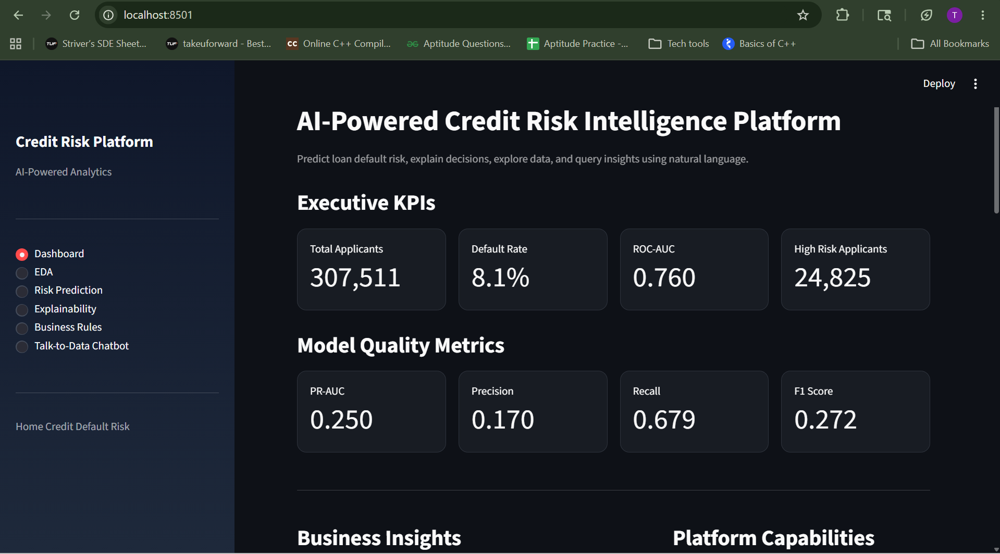 localhost:8501
Striver’s SDE Sheet...
takeuforward - Best...
CC Online C++ Compil...
Aptitude Questions...
Aptitude Practice -...
Tech tools
Basics of C++
All Bookmarks
T
Deploy
Credit Risk Platform
AI-Powered Analytics
Dashboard
EDA
Risk Prediction
Explainability
Business Rules
Talk-to-Data Chatbot
Home Credit Default Risk
AI-Powered Credit Risk Intelligence Platform
Predict loan default risk, explain decisions, explore data, and query insights using natural language.
Executive KPIs
Total Applicants
307,511
Default Rate
8.1%
ROC-AUC
0.760
High Risk Applicants
24,825
Model Quality Metrics
PR-AUC
0.250
Precision
0.170
Recall
0.679
F1 Score
0.272
Business Insights
Platform Capabilities